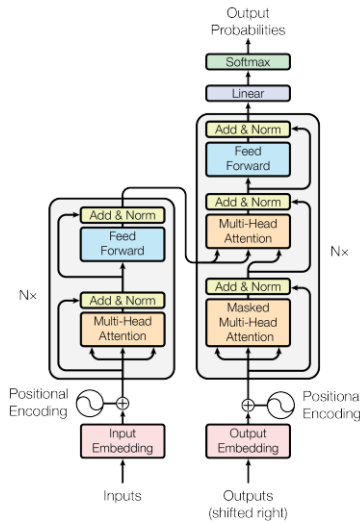 Output
Probabilities
Softmax
Linear
Add & Norm
Feed
Forward
Add & Norm
Multi-Head
Attention
Add & Norm
Masked
Multi-Head
Attention
Nx
Add & Norm
Feed
Forward
Add & Norm
Multi-Head
Attention
Nx
Positional
Encoding
Positional
Encoding
Input
Embedding
Output
Embedding
Inputs
Outputs
(shifted right)